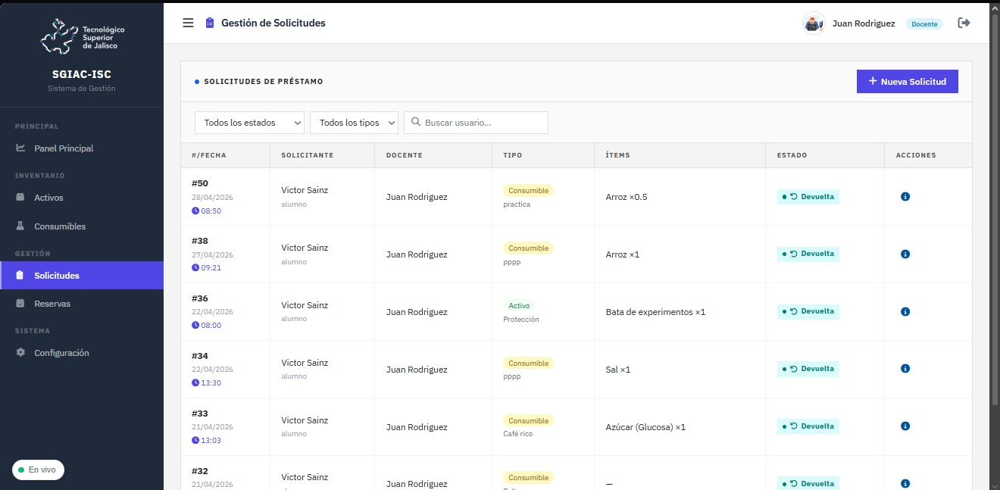 Tecnológico
Superior
de Jalisco
SGIAC-ISC
Sistema de Gestión
PRINCIPAL
Panel Principal
INVENTARIO
Activos
Consumibles
GESTIÓN
Solicitudes
Reservas
SISTEMA
Configuración
En vivo
Gestión de Solicitudes
Juan Rodriguez
Docente
SOLICITUDES DE PRÉSTAMO
+ Nueva Solicitud
Todos los estados
Todos los tipos
Buscar usuario...
#/FECHA SOLICITANTE DOCENTE TIPO ÍTEMS ESTADO ACCIONES
#50
28/04/2026
08:50
Victor Sainz
alumno
Juan Rodriguez
Consumible
practica
Arroz ×0.5
Devuelta
#38
27/04/2026
09:21
Victor Sainz
alumno
Juan Rodriguez
Consumible
pppp
Arroz ×1
Devuelta
#36
22/04/2026
08:00
Victor Sainz
alumno
Juan Rodriguez
Activo
Protección
Bata de experimentos ×1
Devuelta
#34
22/04/2026
13:30
Victor Sainz
alumno
Juan Rodriguez
Consumible
pppp
Sal ×1
Devuelta
#33
21/04/2026
13:03
Victor Sainz
alumno
Juan Rodriguez
Consumible
Café rico
Azúcar (Glucosa) ×1
Devuelta
#32
21/04/2026
Victor Sainz
Juan Rodriguez
Consumible
—
Devuelta